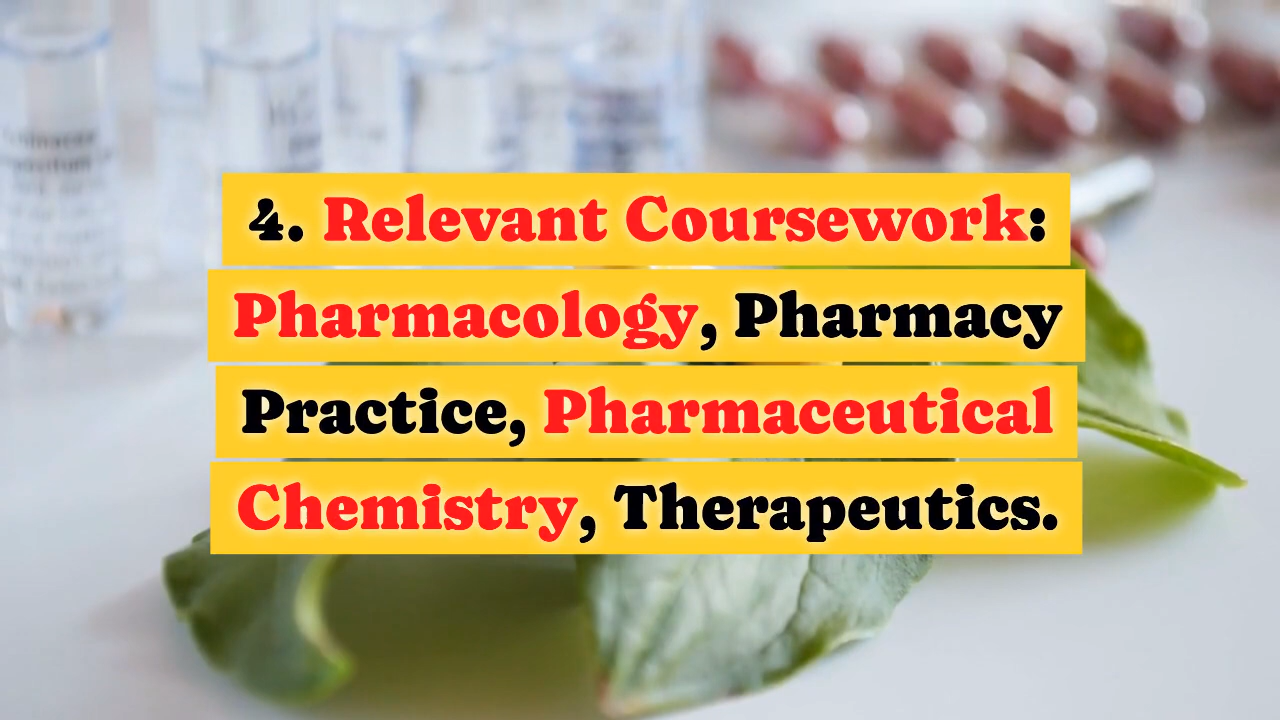 4. Relevant Coursework:
Pharmacology, Pharmacy
Practice, Pharmaceutical
Chemistry, Therapeutics.